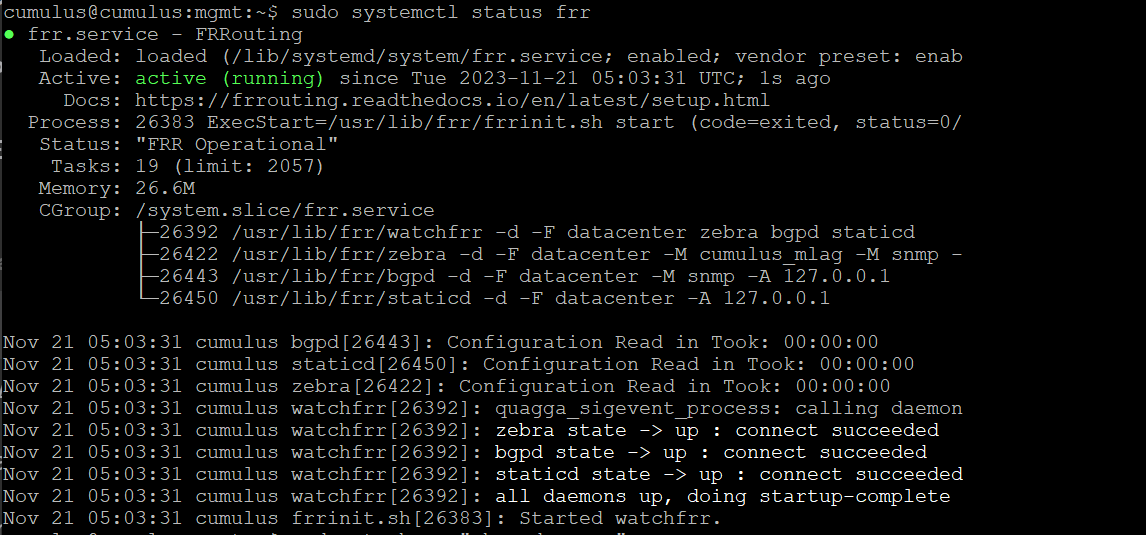 cumulus@cumulus:mgmt:~$ sudo systemctl status frr
● frr.service - FRRouting
   Loaded: loaded (/lib/systemd/system/frr.service; enabled; vendor preset: enab
   Active: active (running) since Tue 2023-11-21 05:03:31 UTC; 1s ago
     Docs: https://frrouting.readthedocs.io/en/latest/setup.html
  Process: 26383 ExecStart=/usr/lib/frr/frrinit.sh start (code=exited, status=0/
   Status: "FRR Operational"
    Tasks: 19 (limit: 2057)
   Memory: 26.6M
   CGroup: /system.slice/frr.service
           ├─26392 /usr/lib/frr/watchfrr -d -F datacenter zebra bgpd staticd
           ├─26422 /usr/lib/frr/zebra -d -F datacenter -M cumulus_mlag -M snmp -
           ├─26443 /usr/lib/frr/bgpd -d -F datacenter -M snmp -A 127.0.0.1
           └─26450 /usr/lib/frr/staticd -d -F datacenter -A 127.0.0.1
Nov 21 05:03:31 cumulus bgpd[26443]: Configuration Read in Took: 00:00:00
Nov 21 05:03:31 cumulus staticd[26450]: Configuration Read in Took: 00:00:00
Nov 21 05:03:31 cumulus zebra[26422]: Configuration Read in Took: 00:00:00
Nov 21 05:03:31 cumulus watchfrr[26392]: quagga_sigevent_process: calling daemon
Nov 21 05:03:31 cumulus watchfrr[26392]: zebra state -> up : connect succeeded
Nov 21 05:03:31 cumulus watchfrr[26392]: bgpd state -> up : connect succeeded
Nov 21 05:03:31 cumulus watchfrr[26392]: staticd state -> up : connect succeeded
Nov 21 05:03:31 cumulus watchfrr[26392]: all daemons up, doing startup-complete
Nov 21 05:03:31 cumulus frrinit.sh[26383]: Started watchfrr.